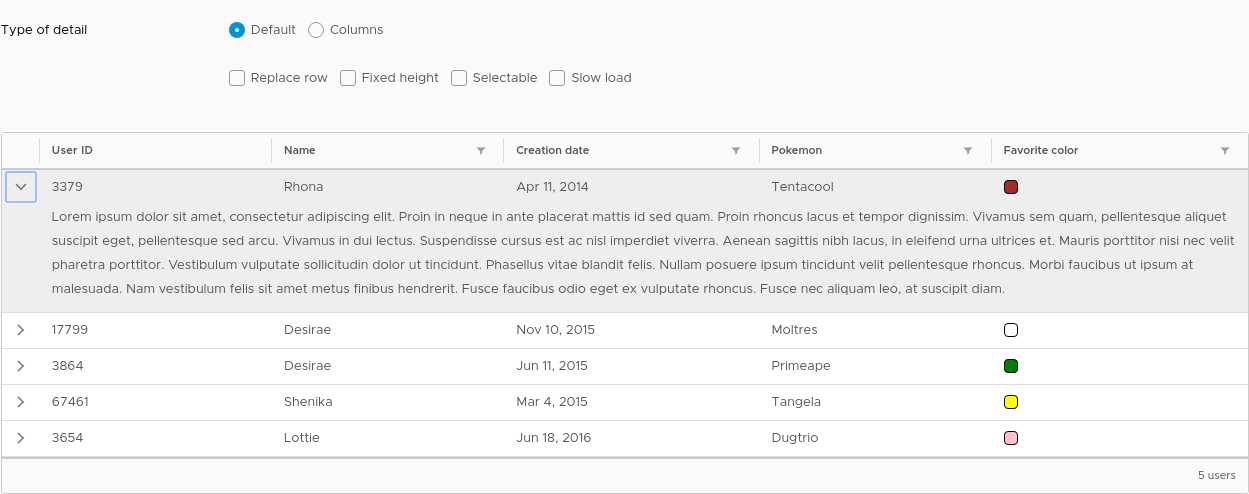 Type of detail Default Columns
Replace row Fixed height Selectable Slow load
User ID Name Creation date Pokemon Favorite color
3379 Rhona Apr 11, 2014 Tentacool
Lorem ipsum dolor sit amet, consectetur adipiscing elit. Proin in neque in ante placerat mattis id sed quam. Proin rhoncus lacus et tempor dignissim. Vivamus sem quam, pellentesque aliquet
suscipit eget, pellentesque sed arcu. Vivamus in dui lectus. Suspendisse cursus est ac nisl imperdiet viverra. Aenean sagittis nibh lacus, in eleifend urna ultrices et. Mauris porttitor nisi nec velit
pharetra porttitor. Vestibulum vulputate sollicitudin dolor ut tincidunt. Phasellus vitae blandit felis. Nullam posuere ipsum tincidunt velit pellentesque rhoncus. Morbi faucibus ut ipsum at
malesuada. Nam vestibulum felis sit amet metus finibus hendrerit. Fusce faucibus odio eget ex vulputate rhoncus. Fusce nec aliquam leo, at suscipit diam.
17799 Desirae Nov 10, 2015 Moltres
3864 Desirae Jun 11, 2015 Primeape
67461 Shenika Mar 4, 2015 Tangela
3654 Lottie Jun 18, 2016 Dugtrio
5 users